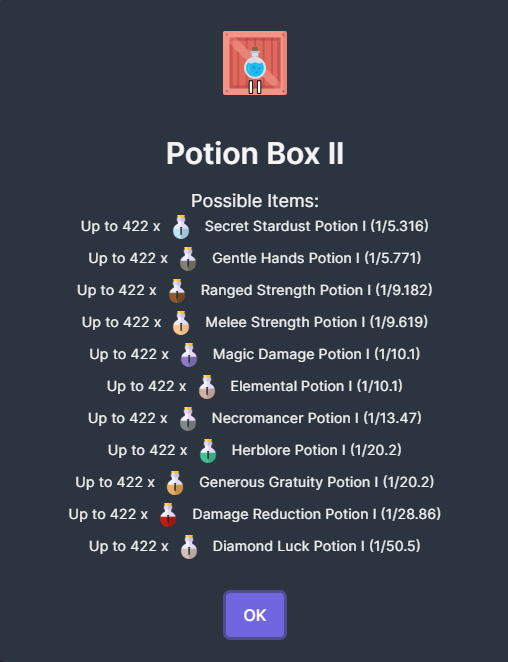 II
Potion Box II
Possible Items:
Up to 422 x Secret Stardust Potion I (1/5.316)
Up to 422 x Gentle Hands Potion I (1/5.771)
Up to 422 x Ranged Strength Potion I (1/9.182)
Up to 422 x Melee Strength Potion I (1/9.619)
Up to 422 x Magic Damage Potion I (1/10.1)
Up to 422 x Elemental Potion I (1/10.1)
Up to 422 x Necromancer Potion I (1/13.47)
Up to 422 x Herblore Potion I (1/20.2)
Up to 422 x Generous Gratuity Potion I (1/20.2)
Up to 422 x Damage Reduction Potion I (1/28.86)
Up to 422 x Diamond Luck Potion I (1/50.5)
OK